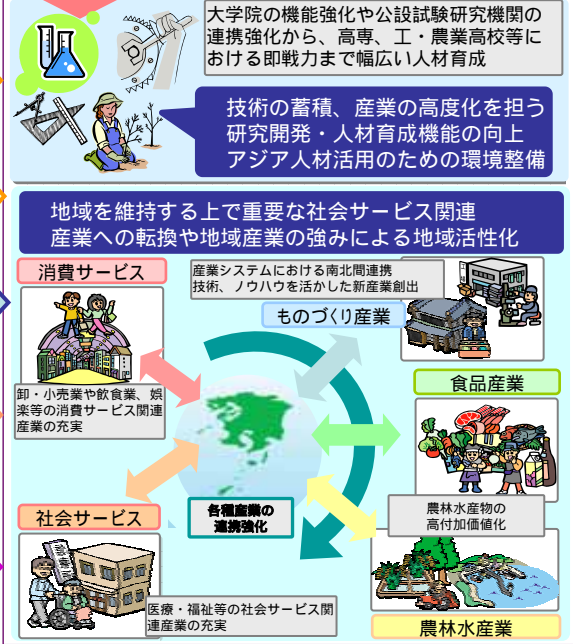 大学院の機能強化や公設試験研究機関の
連携強化から、高専、工・農業高校等に
おける即戦力まで幅広い人材育成
技術の蓄積、産業の高度化を担う
研究開発・人材育成機能の向上
アジア人材活用のための環境整備
地域を維持する上で重要な社会サービス関連
産業への転換や地域産業の強みによる地域活性化
消費サービス
産業システムにおける南北間連携
技術、ノウハウを活かした新産業創出
ものづくり産業
卸・小売業や飲食業、娯
楽等の消費サービス関連
産業の充実
食品産業
各種産業の
連携強化
農林水産物の
高付加価値化
社会サービス
医療・福祉等の社会サービス関
連産業の充実
農林水産業